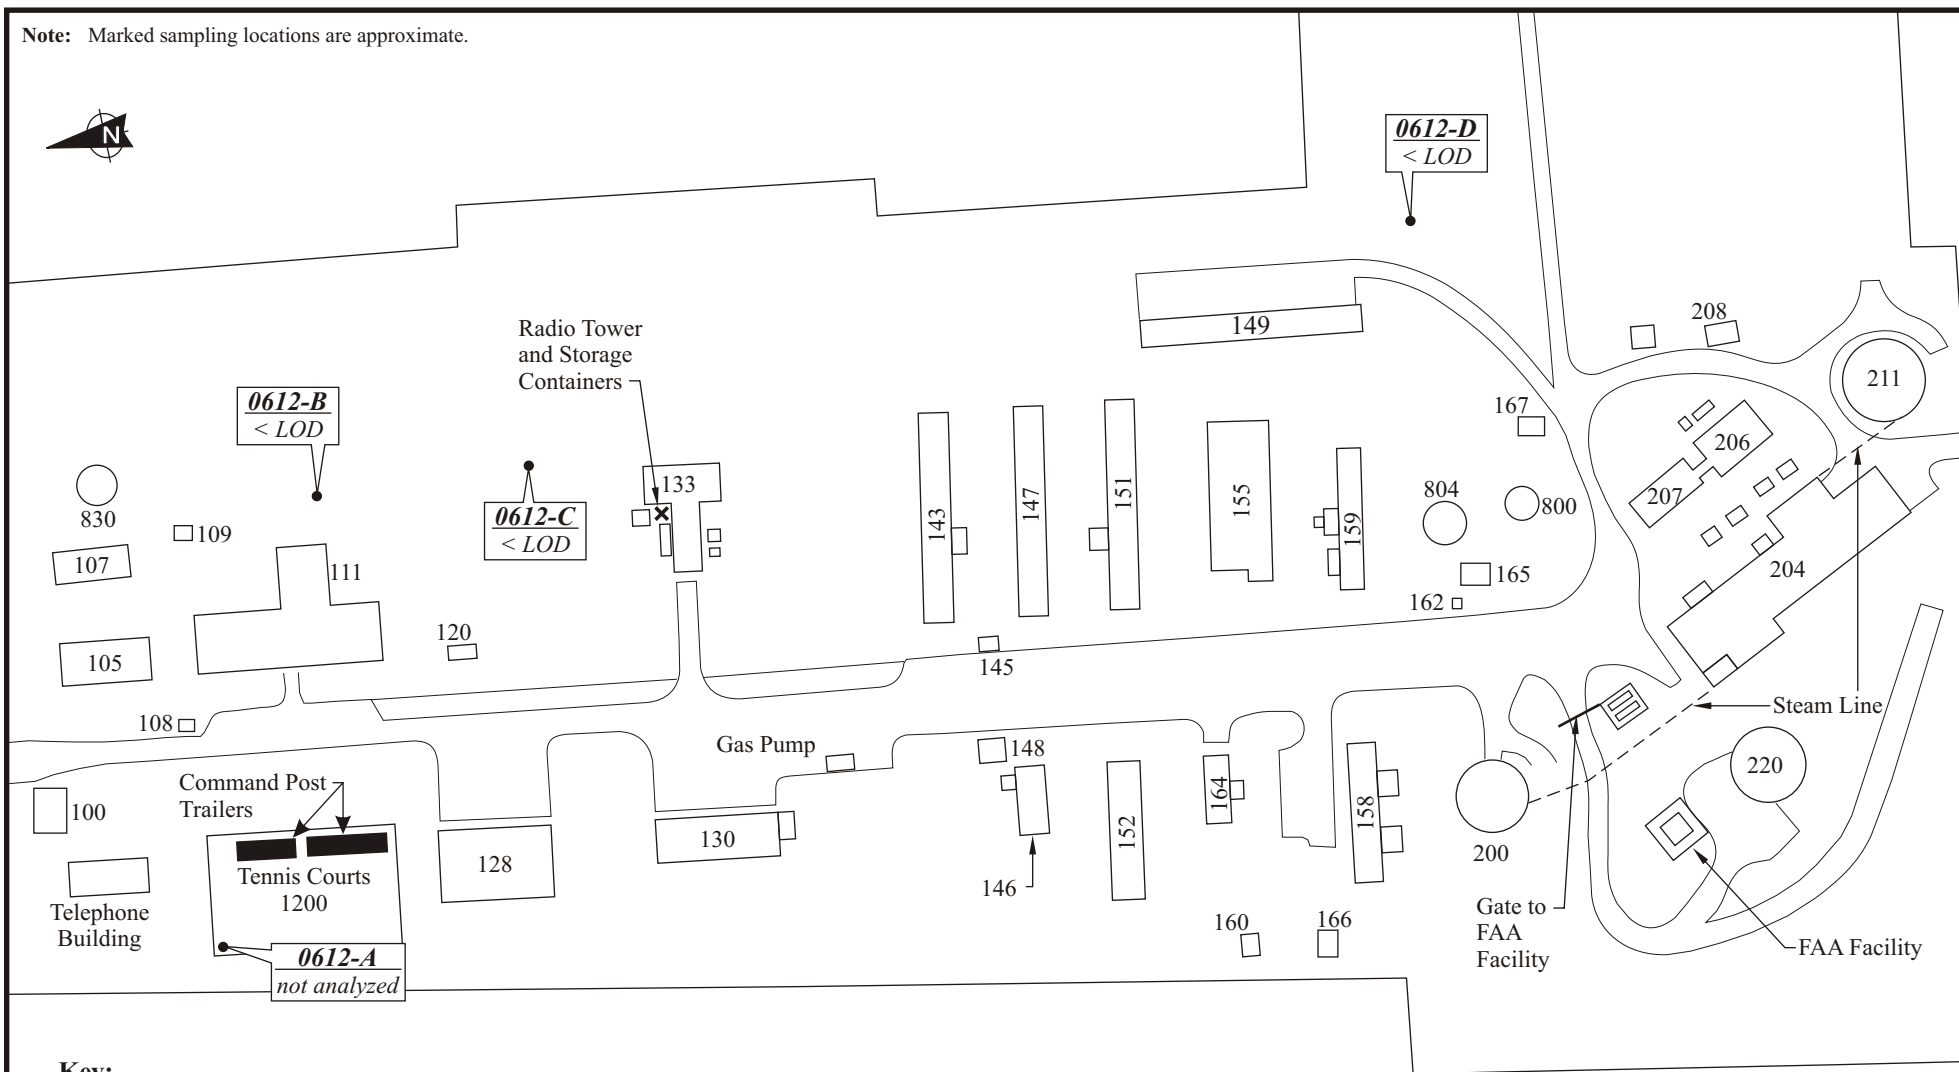 Note: Marked sampling locations are approximate.
N
0612-D
< LOD
208
149
Radio Tower
and Storage
Containers
211
0612-B
< LOD
167
206
133
830
0612-C
< LOD
143
147
151
155
159
804
800
207
109
107
111
165
204
162
120
105
145
108
Steam Line
Gas Pump
148
Command Post
Trailers
164
220
100
130
152
158
128
200
Tennis Courts
1200
146
Telephone
Building
160
166
Gate to
FAA
Facility
FAA Facility
0612-A
not analyzed
Key: